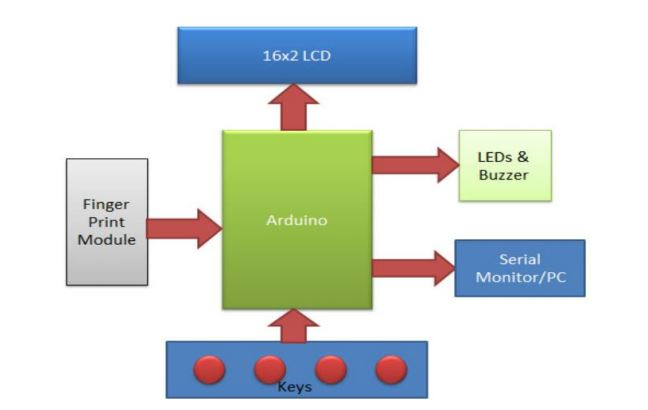 16x2 LCD
LEDs &
Buzzer
Finger
Print
Module
Arduino
Serial
Monitor/PC
Keys